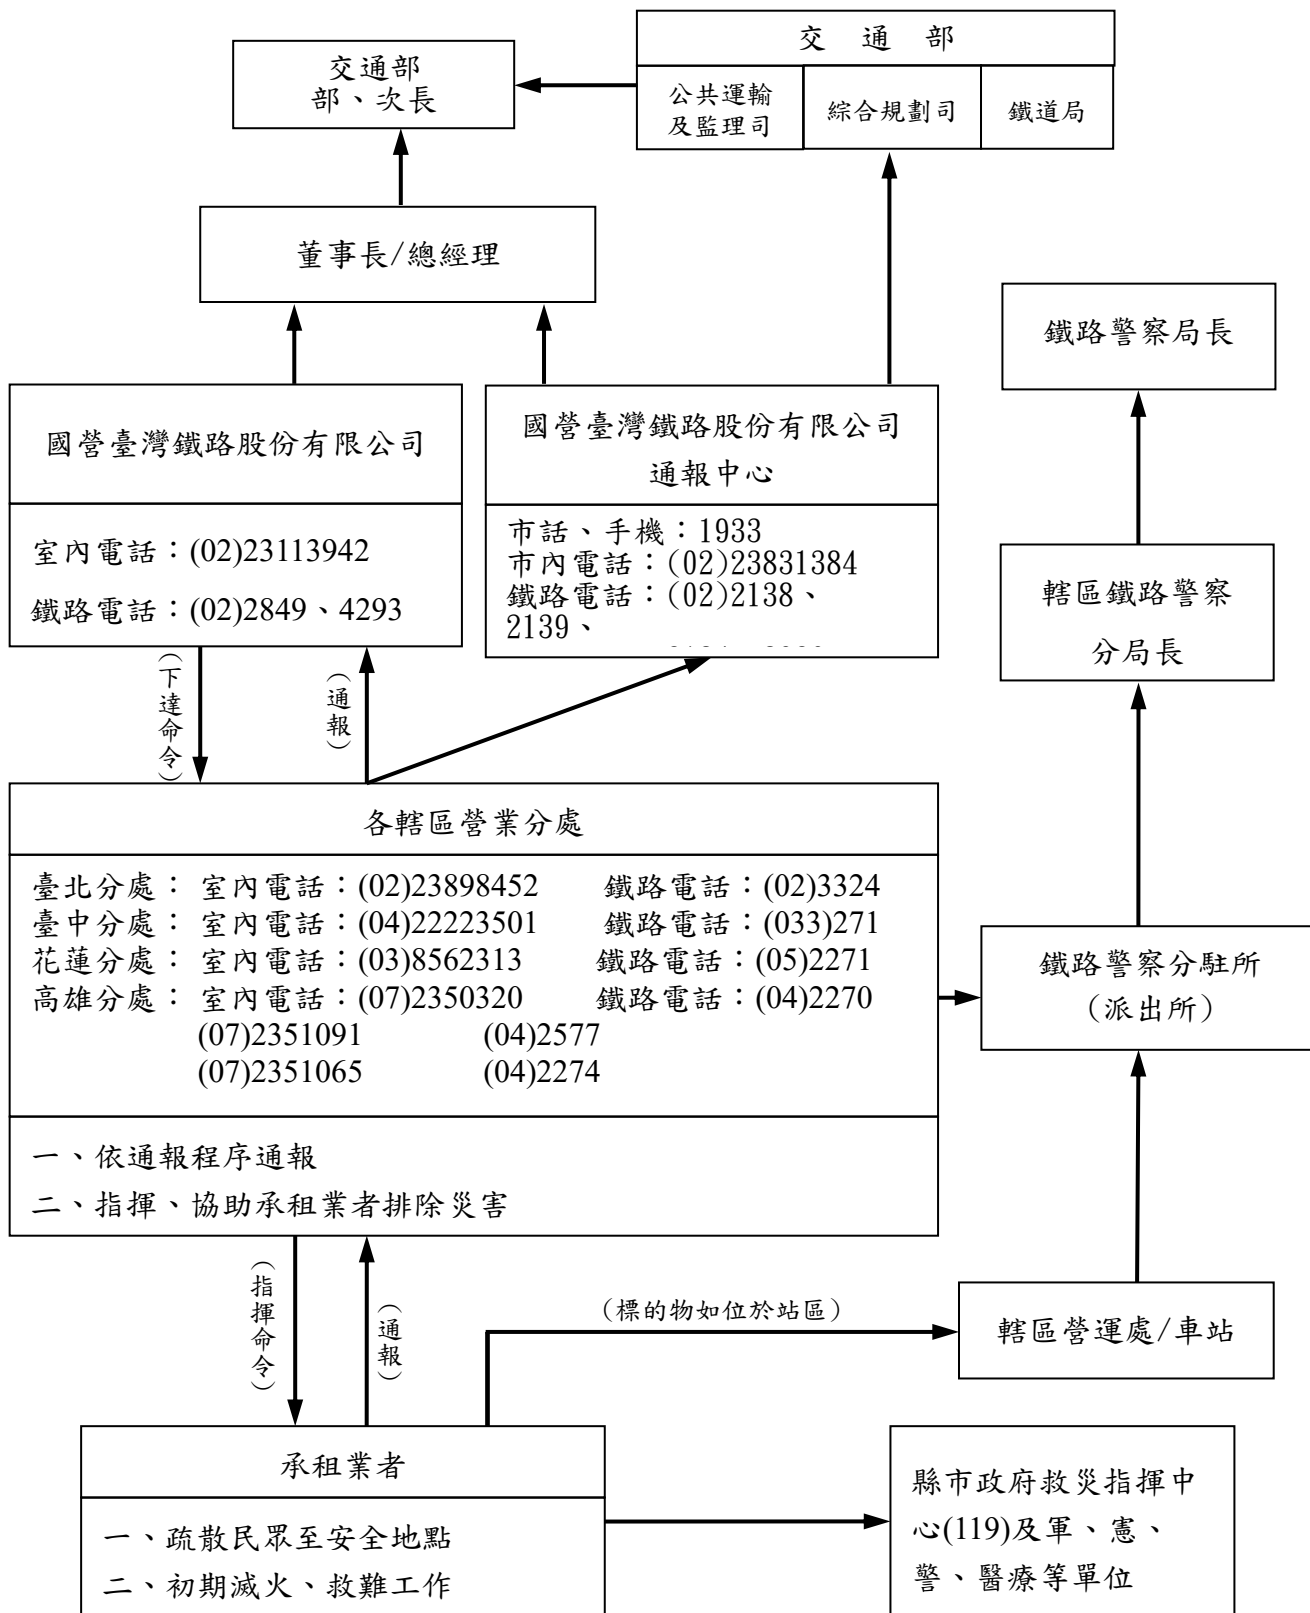 交通部
公共運輸
及監理司
綜合規劃司
鐵道局
交通部
部、次長
董事長/總經理
鐵路警察局長
國營臺灣鐵路股份有限公司
室內電話：(02)23113942
鐵路電話：(02)2849、4293
國營臺灣鐵路股份有限公司
通報中心
市話、手機：1933
市內電話：(02)23831384
鐵路電話：(02)2138、
2139、
轄區鐵路警察
分局長
(下達命令)
(通報)
各轄區營業分處
臺北分處： 室內電話：(02)23898452 鐵路電話：(02)3324
臺中分處： 室內電話：(04)22223501 鐵路電話：(033)271
花蓮分處： 室內電話：(03)8562313 鐵路電話：(05)2271
高雄分處： 室內電話：(07)2350320 鐵路電話：(04)2270
(07)2351091 (04)2577
(07)2351065 (04)2274
一、依通報程序通報
二、指揮、協助承租業者排除災害
鐵路警察分駐所
(派出所)
(指揮命令)
(通報)
(標的物如位於站區)
轄區營運處/車站
承租業者
一、疏散民眾至安全地點
二、初期滅火、救難工作
縣市政府救災指揮中
心(119)及軍、憲、
警、醫療等單位